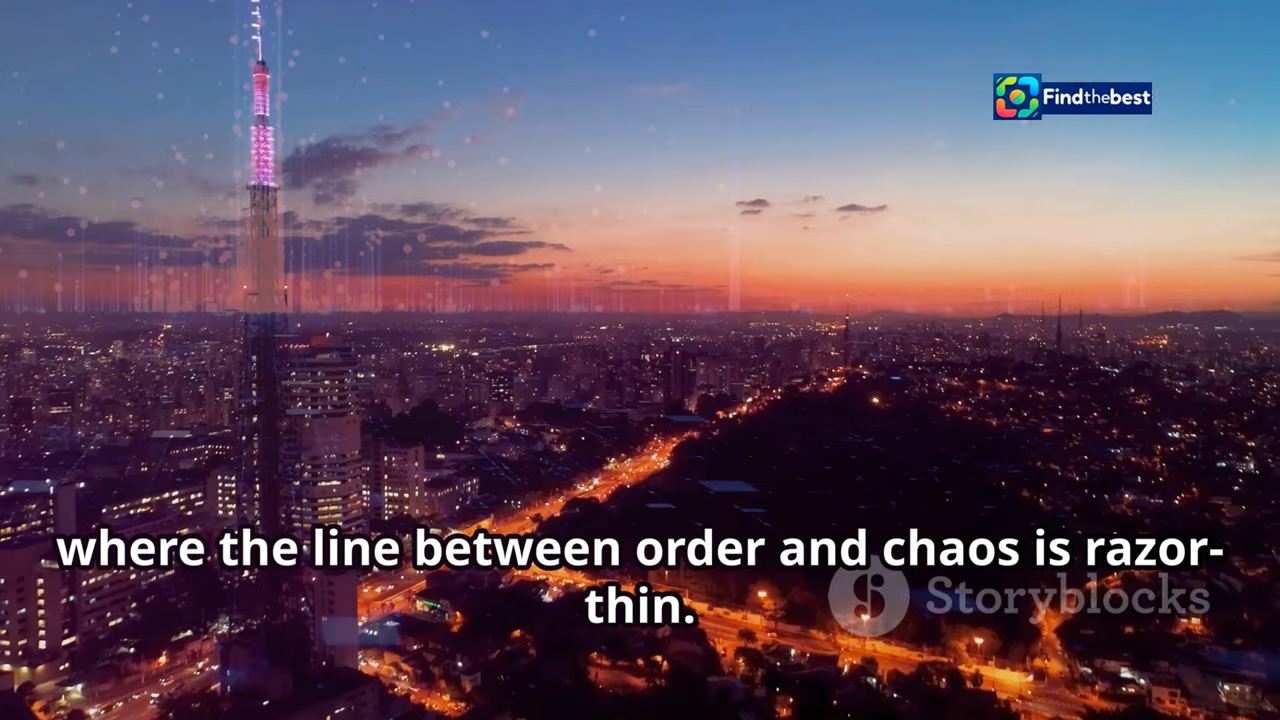 Findthebest
where the line between order and chaos is razor-
thin.
Storyblocks